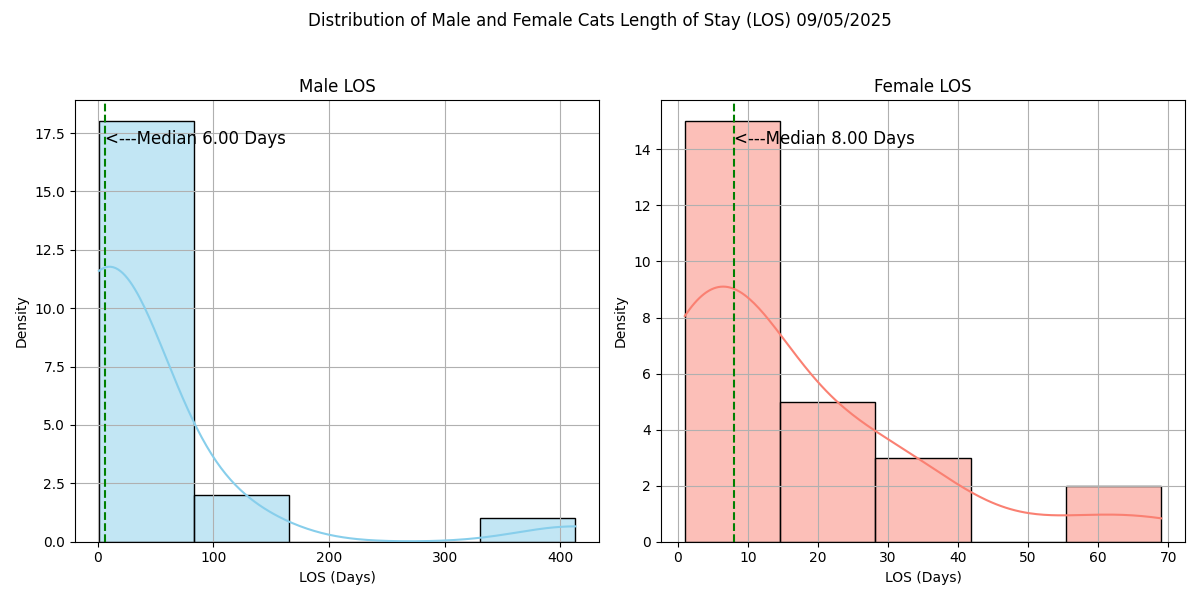 Distribution of Male and Female Cats Length of Stay (LOS) 09/05/2025
Male LOS
17.5
15.0
12.5
10.0
7.5
5.0
2.5
0.0
Density
<---Median 6.00 Days
0 100 200 300 400
LOS (Days)
Female LOS
14
12
10
8
6
4
2
0
Density
<---Median 8.00 Days
0 10 20 30 40 50 60 70
LOS (Days)